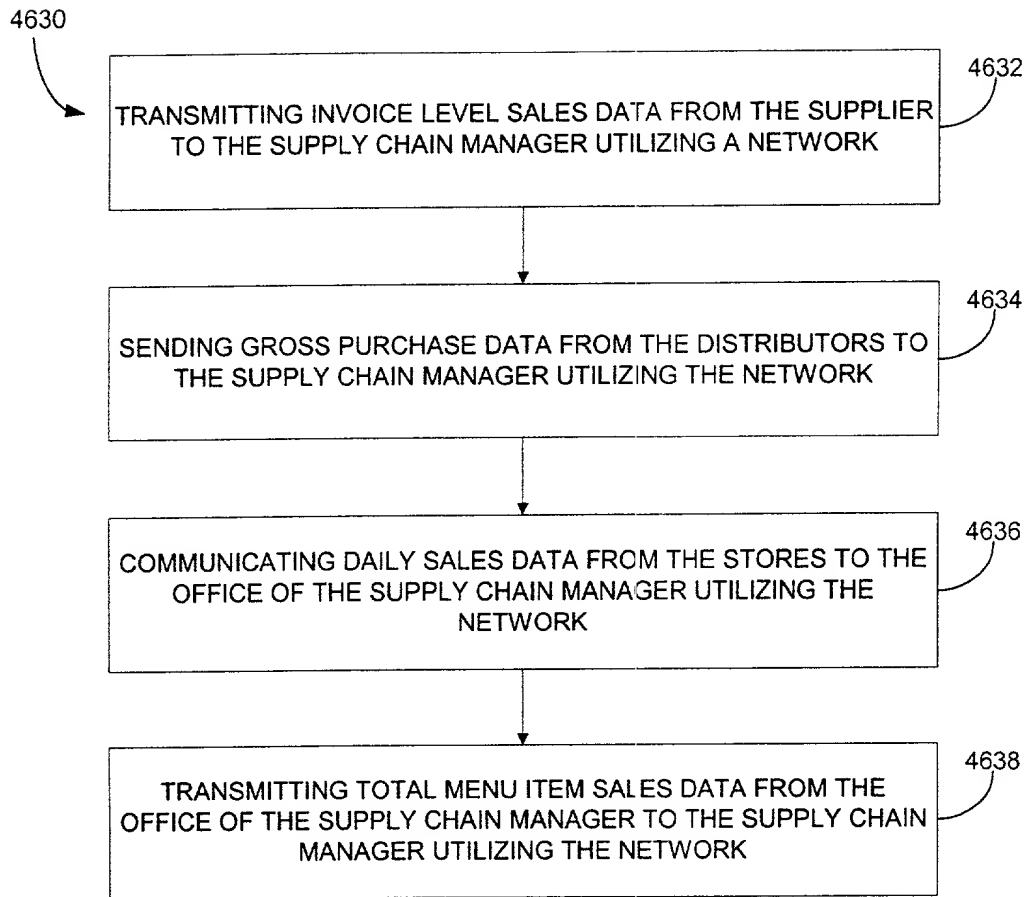 4630
4632
TRANSMITTING INVOICE LEVEL SALES DATA FROM THE SUPPLIER
TO THE SUPPLY CHAIN MANAGER UTILIZING A NETWORK
4634
SENDING GROSS PURCHASE DATA FROM THE DISTRIBUTORS TO
THE SUPPLY CHAIN MANAGER UTILIZING THE NETWORK
4636
COMMUNICATING DAILY SALES DATA FROM THE STORES TO THE
OFFICE OF THE SUPPLY CHAIN MANAGER UTILIZING THE
NETWORK
4638
TRANSMITTING TOTAL MENU ITEM SALES DATA FROM THE
OFFICE OF THE SUPPLY CHAIN MANAGER TO THE SUPPLY CHAIN
MANAGER UTILIZING THE NETWORK